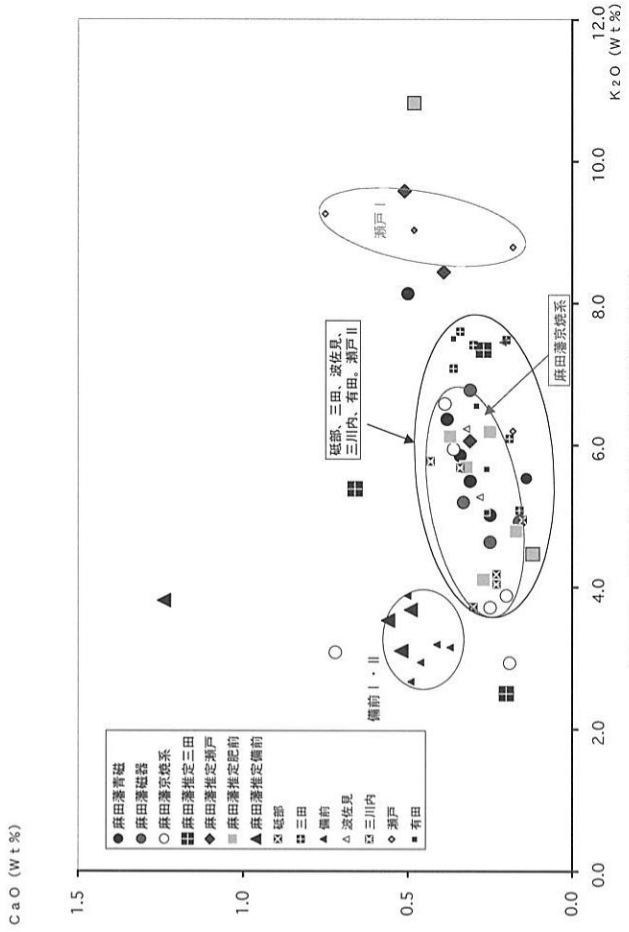 CaO (Wt%)
1.5
1.0
0.5
0.0
0.0
2.0
4.0
6.0
8.0
10.0
12.0
K₂O (Wt%)
麻田藩青磁
麻田藩磁器
麻田藩京焼系
麻田藩推定三田
麻田藩推定瀬戸
麻田藩推定肥前
麻田藩推定備前
砥部
三田
備前
波佐見
三川内
瀬戸
有田
備前Ⅰ・Ⅱ
砥部、三田、波佐見、
三川内、有田。瀬戸Ⅱ
麻田藩京焼系
瀬戸Ⅰ